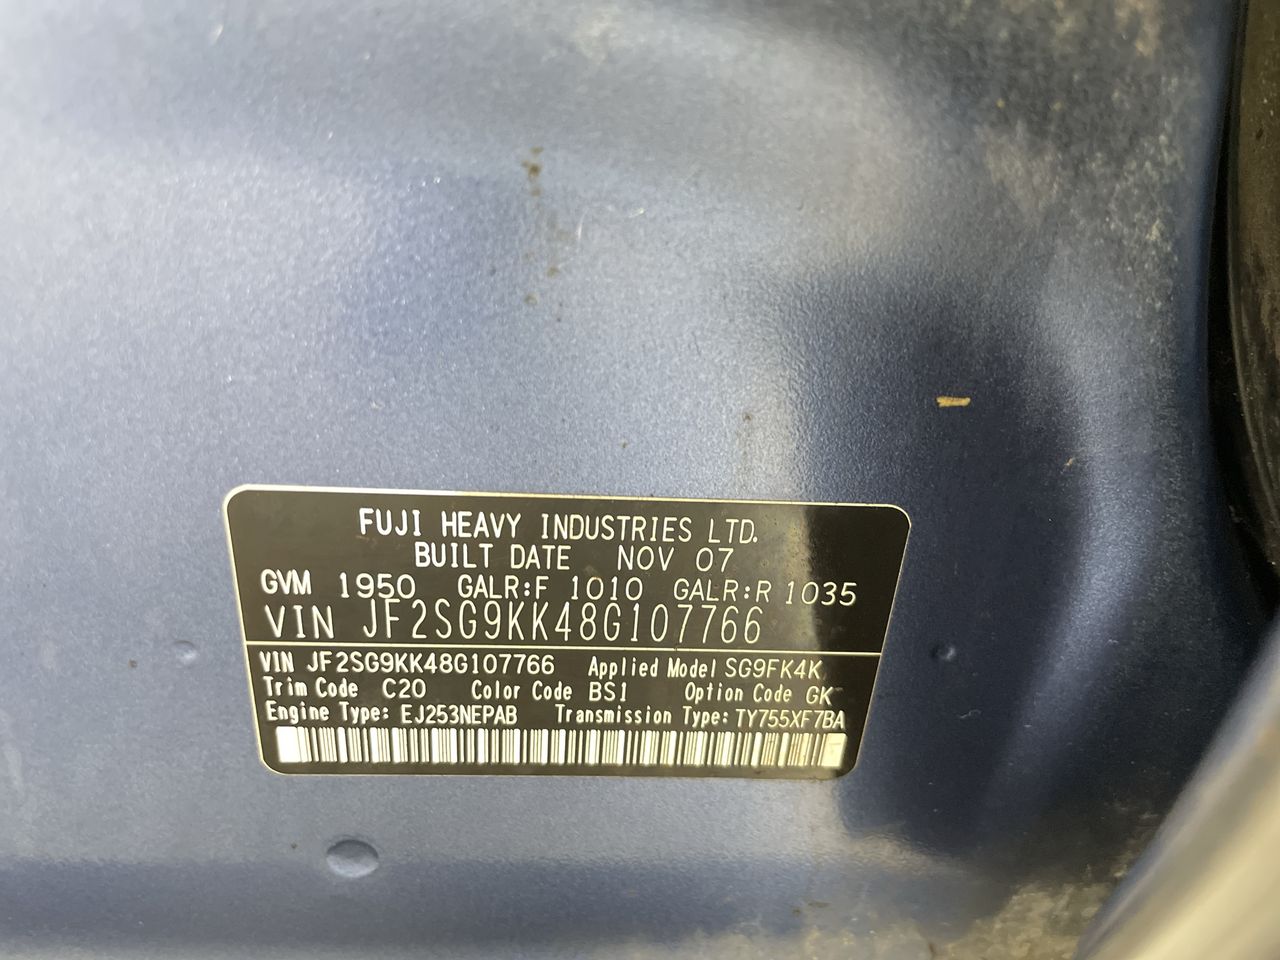 FUJI HEAVY INDUSTRIES LTD.
BUILT DATE NOV 07
GVM 1950 GALR:F 1010 GALR:R 1035
VIN JF2SG9KK48G107766
VIN JF2SG9KK48G107766 Applied Model SG9FK4K
Trim Code C20 Color Code BS1 Option Code GK
Engine Type: EJ253NEPAB Transmission Type: TY755XF7BA